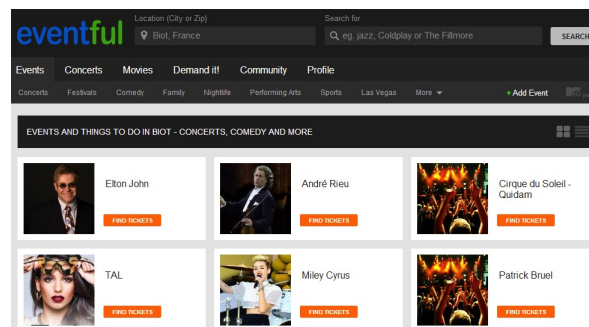 Location (City or Zip)
Search for
eventful
Biot, France
eg. jazz, Coldplay or The Fillmore
SEARCH
Events Concerts Movies Demand it! Community Profile
Concerts Festivals Comedy Family Nightlife Performing Arts Sports Las Vegas More + Add Event
EVENTS AND THINGS TO DO IN BIOT - CONCERTS, COMEDY AND MORE
Elton John
FIND TICKETS
André Rieu
FIND TICKETS
Cirque du Soleil -
Quidam
FIND TICKETS
TAL
FIND TICKETS
Miley Cyrus
FIND TICKETS
Patrick Bruel
FIND TICKETS